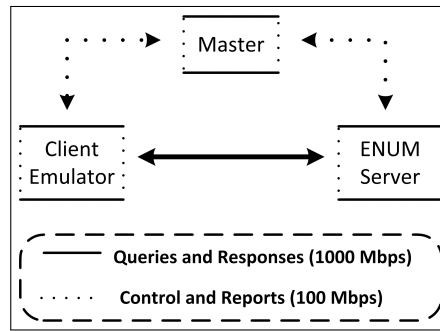 Master
Client
Emulator
ENUM
Server
Queries and Responses (1000 Mbps)
Control and Reports (100 Mbps)